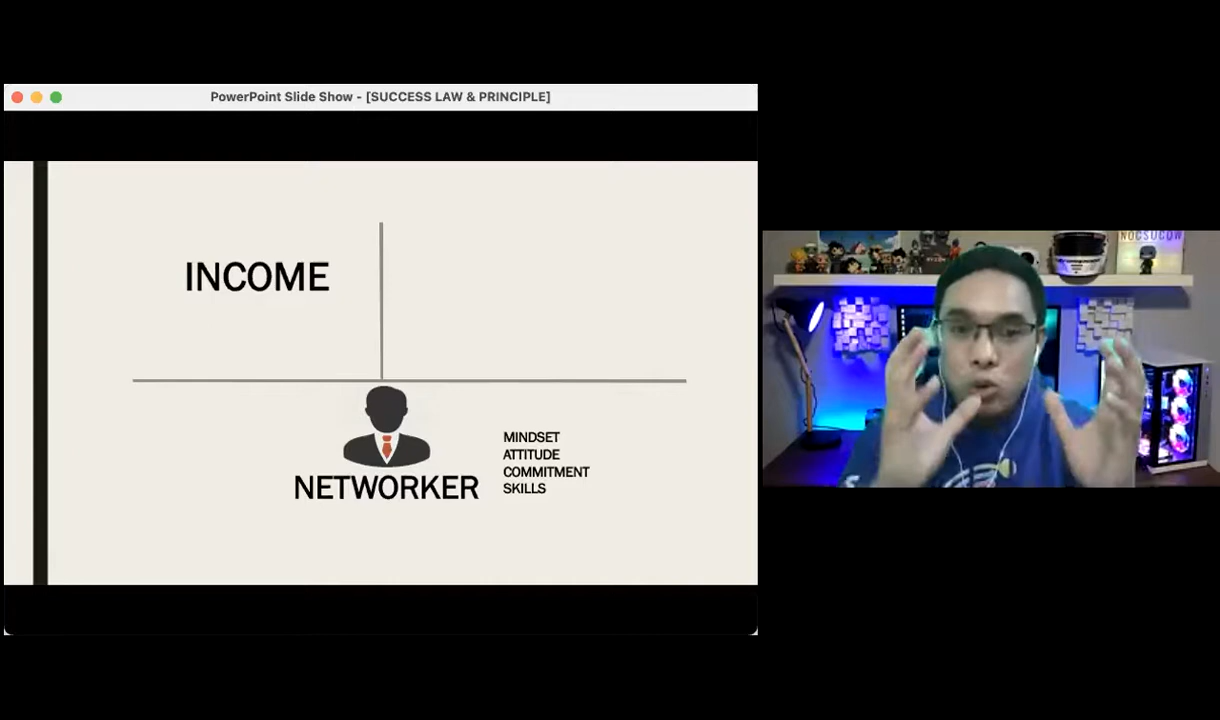 PowerPoint Slide Show - [SUCCESS LAW & PRINCIPLE]
INCOME
NETWORKER
MINDSET
ATTITUDE
COMMITMENT
SKILLS